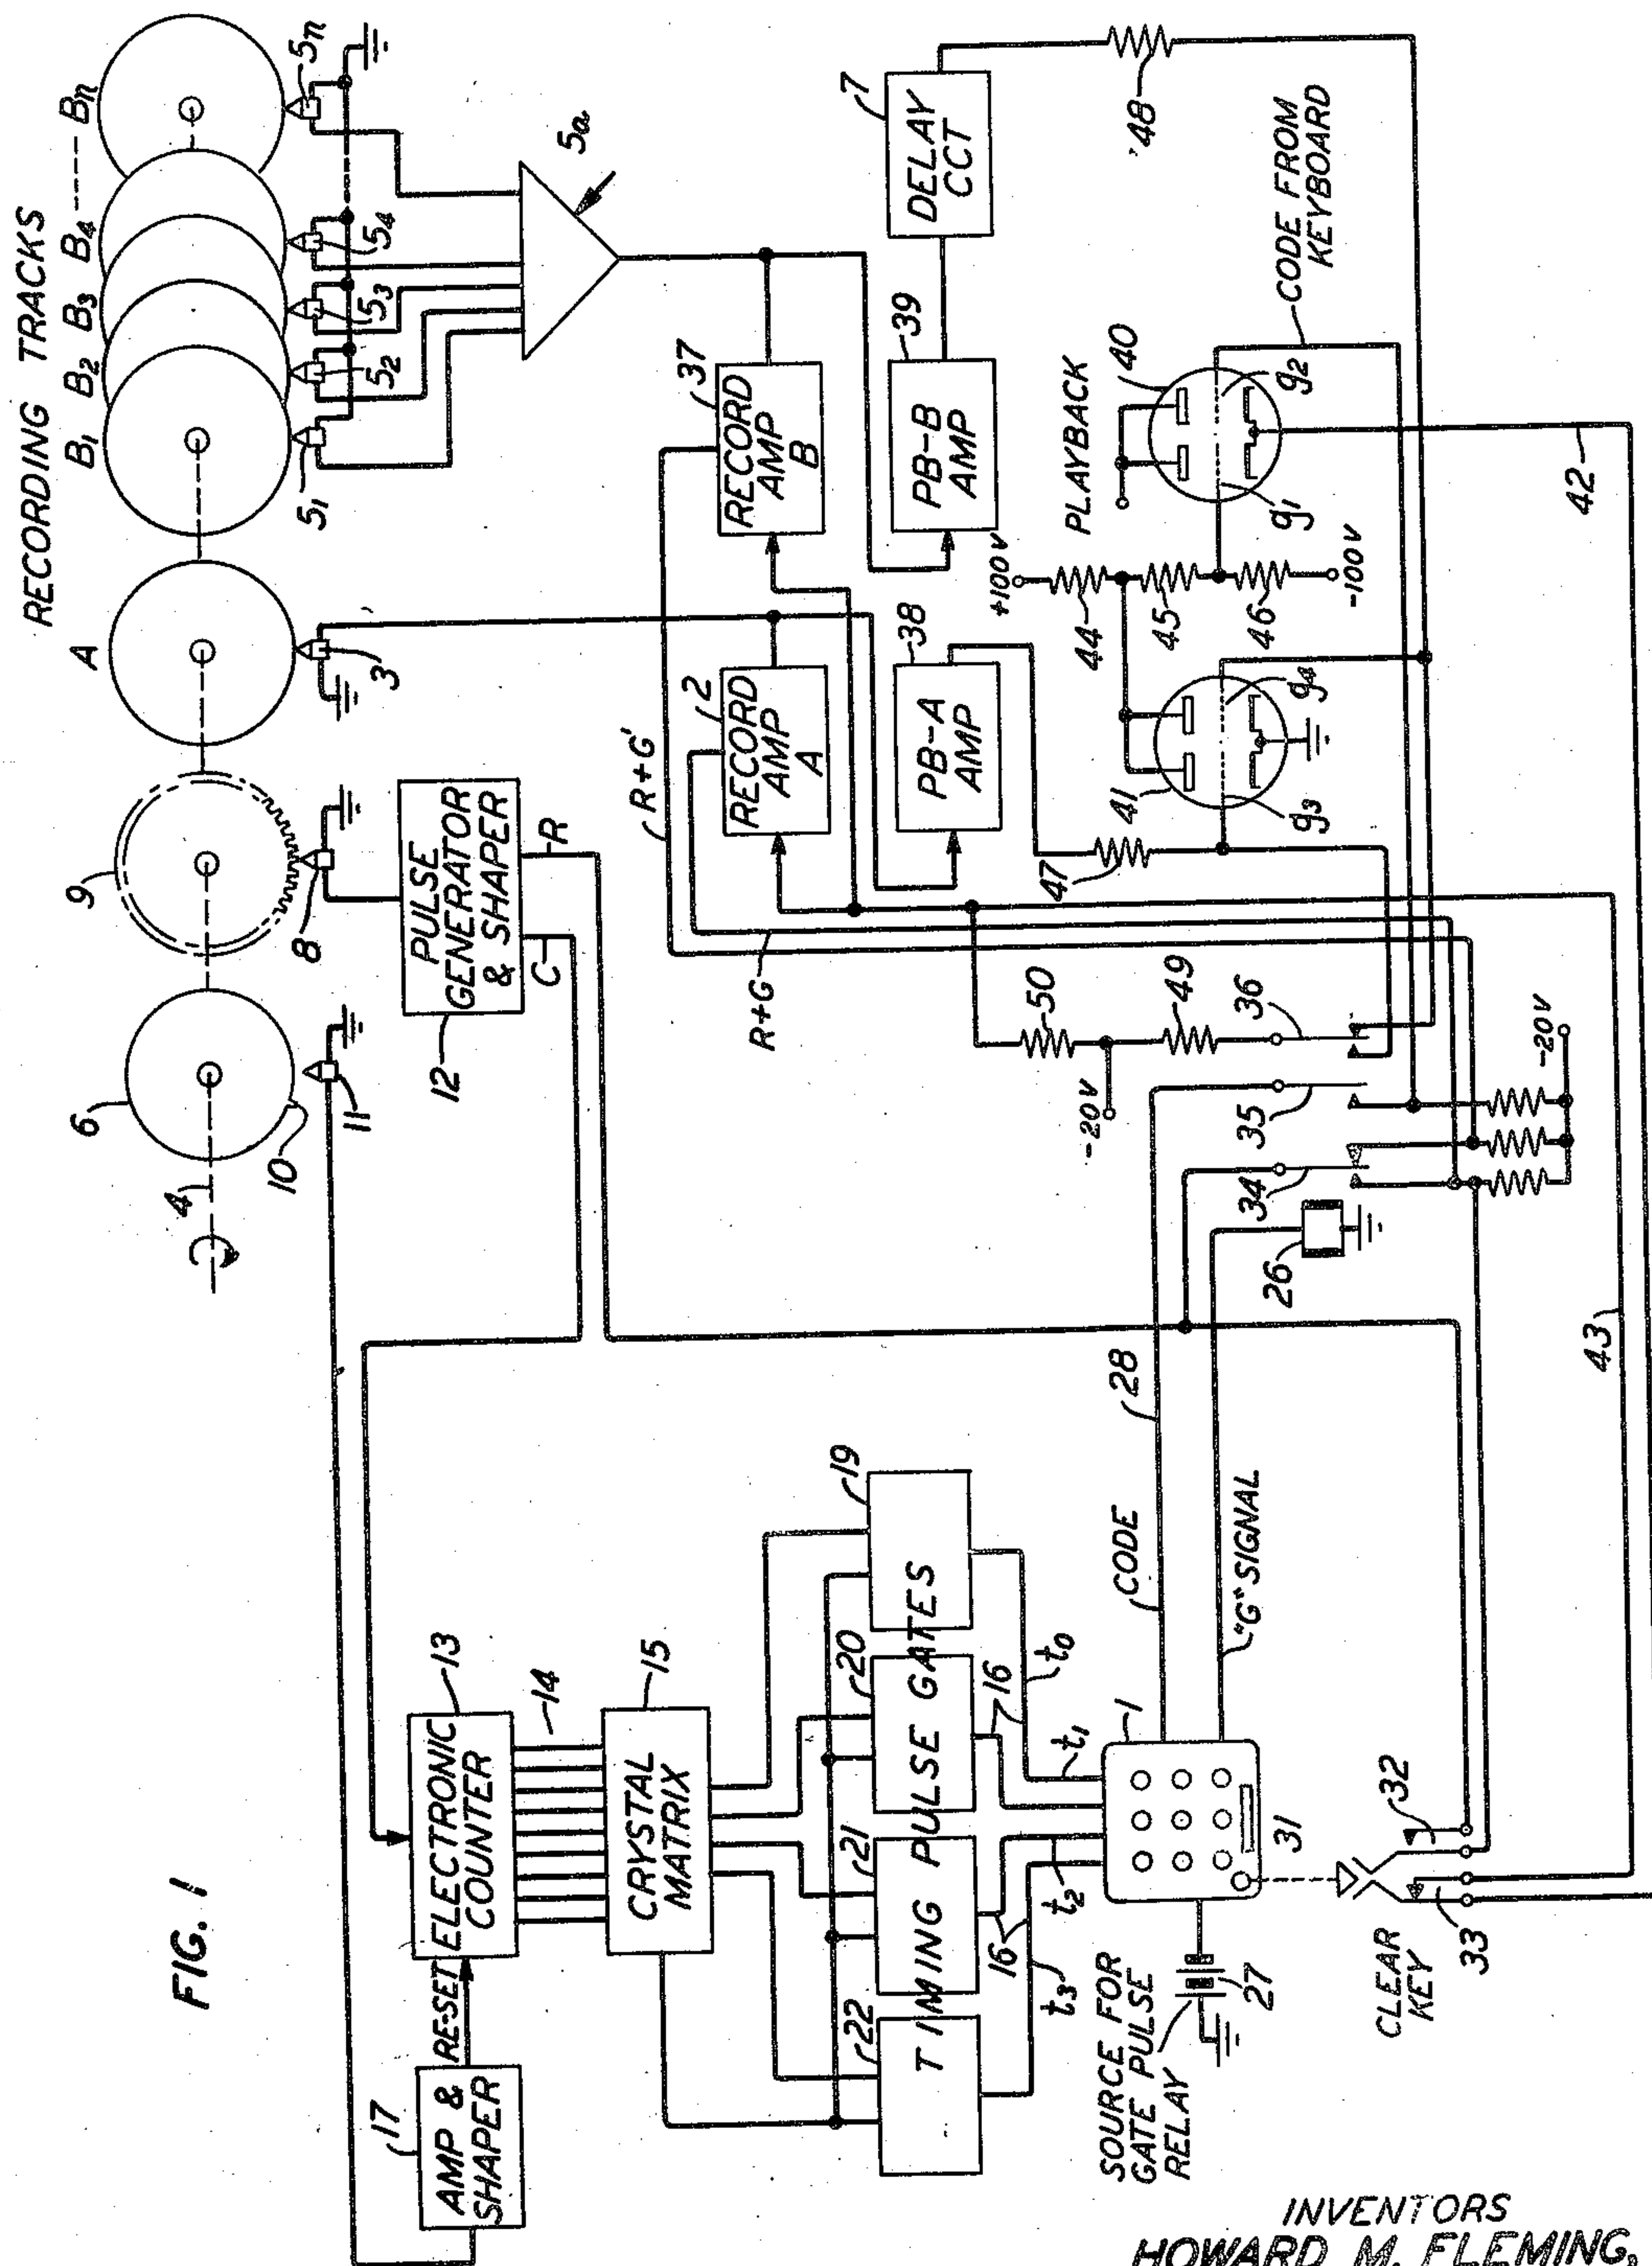 FIG. 1
RECORDING TRACKS
6
9
A
B1
B2
B3
B4
Bn
4
10
11
8
3
51
52
53
54
5n
5a
17
AMP &
SHAPER
RE-SET
ELECTRONIC
COUNTER
13
14
CRYSTAL
MATRIX
15
12
PULSE
GENERATOR
& SHAPER
C
R
R+G'
R+G
2
RECORD
AMP
A
37
RECORD
AMP
B
38
PB-A
AMP
39
PB-B
AMP
7
DELAY
CCT
48
22
21
20
19
TIMING PULSE GATES
16
16
t3
t2
t1
t0
1
CODE
28
"G" SIGNAL
26
SOURCE FOR
GATE PULSE
RELAY
27
31
CLEAR
KEY
32
33
34
35
36
-20V
-20V
50
49
47
41
g3
g4
44
45
46
+100V
-100V
PLAYBACK
40
g1
g2
CODE FROM
KEYBOARD
42
43
INVENTORS
HOWARD M. FLEMING,